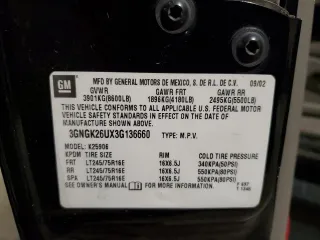 GM
MFD BY GENERAL MOTORS DE MEXICO, S. DE R.L. DE C.V. 09/02
GVWR GAWR FRT GAWR RR
3901KG(8600LB) 1896KG(4180LB) 2495KG(5500LB)
THIS VEHICLE CONFORMS TO ALL APPLICABLE U.S. FEDERAL MOTOR
VEHICLE SAFETY STANDARDS IN EFFECT ON THE DATE OF
MANUFACTURE SHOWN ABOVE.
3GNGK26UX3G136660 TYPE: M.P.V.
MODEL: K25906
TIRE SIZE RIM COLD TIRE PRESSURE
FRT LT245/75R16E 16X6.5J 340KPA(50PSI)
RR LT245/75R16E 16X6.5J 550KPA(80PSI)
SPA LT245/75R16E 16X6.5J 550KPA(80PSI)
SEE OWNER'S MANUAL FOR MORE INFORMATION